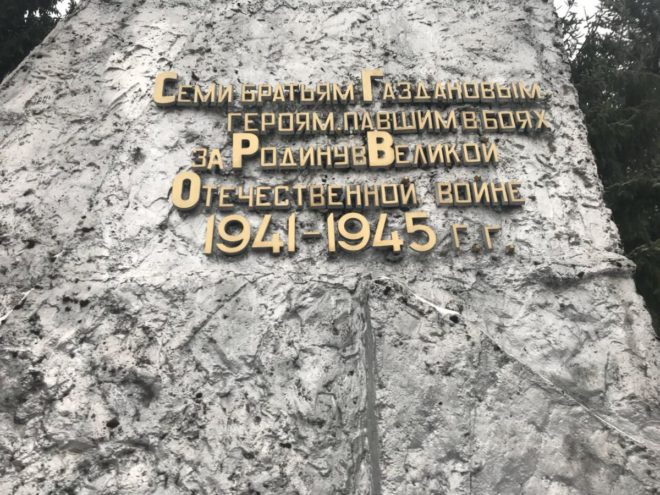 Семи братьям Газдановым-
героям, павшим в боях
за Родину в Великой
Отечественной войне
1941-1945 г.г.